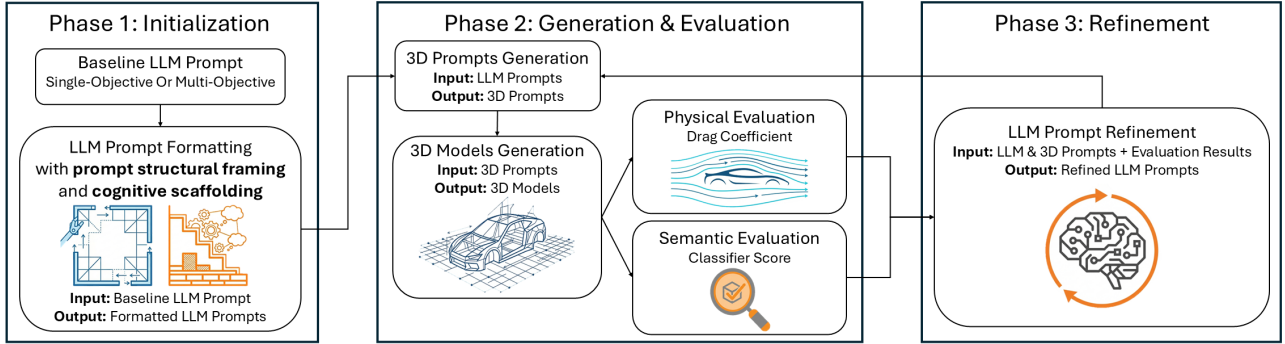 Phase 1: Initialization
Baseline LLM Prompt
Single-Objective Or Multi-Objective
LLM Prompt Formatting
with prompt structural framing
and cognitive scaffolding
Input: Baseline LLM Prompt
Output: Formatted LLM Prompts
Phase 2: Generation & Evaluation
3D Prompts Generation
Input: LLM Prompts
Output: 3D Prompts
3D Models Generation
Input: 3D Prompts
Output: 3D Models
Physical Evaluation
Drag Coefficient
Semantic Evaluation
Classifier Score
Phase 3: Refinement
LLM Prompt Refinement
Input: LLM & 3D Prompts + Evaluation Results
Output: Refined LLM Prompts